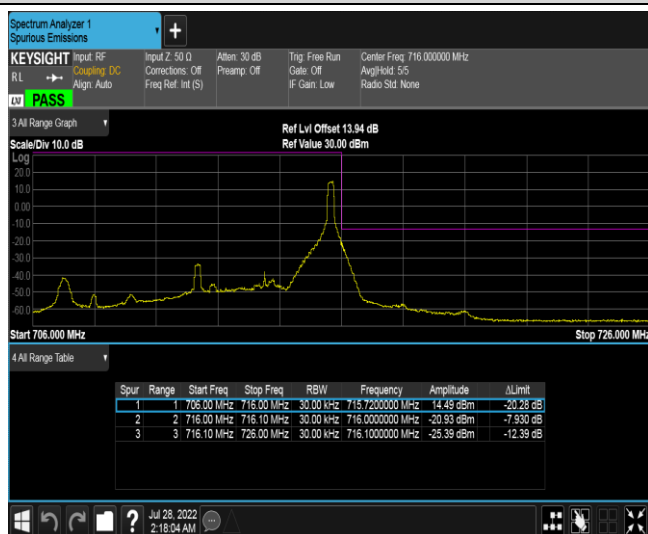 Spectrum Analyzer 1
Spurious Emissions
+
KEYSIGHT Input: RF Input Z: 50 Ω Atten: 30 dB Trig: Free Run Center Freq: 716.000000 MHz
Coupling: DC Corrections: Off Preamp: Off Gate: Off Avg|Hold: 5/5
RL Align: Auto Freq Ref: Int (S) IF Gain: Low Radio Std: None
LXI PASS
3 All Range Graph
Ref Lvl Offset 13.94 dB
Scale/Div 10.0 dB Ref Value 30.00 dBm
Log
20.0
10.0
0.00
-10.0
-20.0
-30.0
-40.0
-50.0
-60.0
Start 706.000 MHz Stop 726.000 MHz
4 All Range Table
Spur Range Start Freq Stop Freq RBW Frequency Amplitude ΔLimit
1 1 706.00 MHz 716.00 MHz 30.00 kHz 715.7200000 MHz 14.49 dBm -20.28 dB
2 2 716.00 MHz 716.10 MHz 30.00 kHz 716.0000000 MHz -20.93 dBm -7.930 dB
3 3 716.10 MHz 726.00 MHz 30.00 kHz 716.1000000 MHz -25.39 dBm -12.39 dB
? Jul 28, 2022
2:18:04 AM